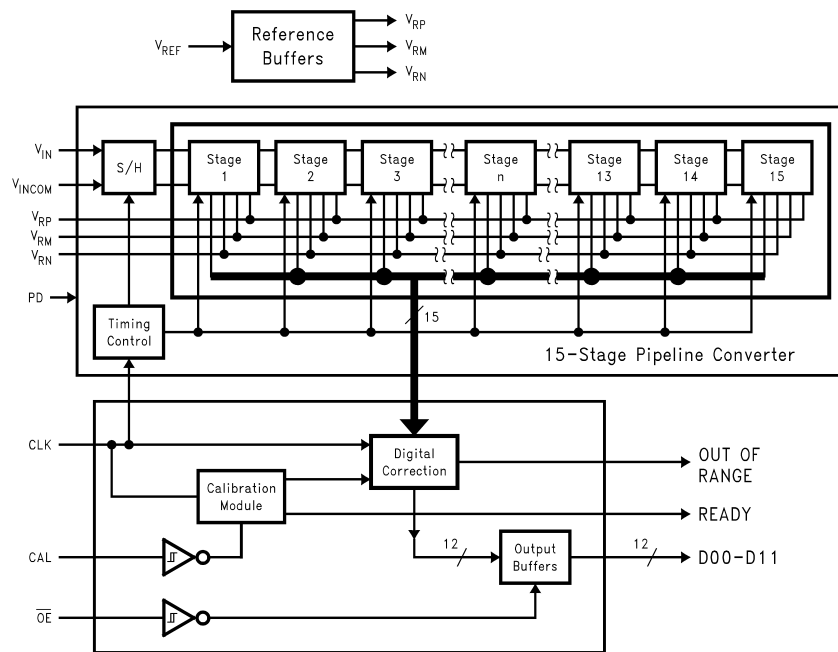 V_REF
Reference
Buffers
V_RP
V_RM
V_RN
V_IN
V_INCOM
V_RP
V_RM
V_RN
PD
S/H
Stage
1
Stage
2
Stage
3
Stage
n
Stage
13
Stage
14
Stage
15
Timing
Control
15
15-Stage Pipeline Converter
CLK
Digital
Correction
OUT OF
RANGE
Calibration
Module
READY
CAL
12
Output
Buffers
12
D00-D11
O̅E̅